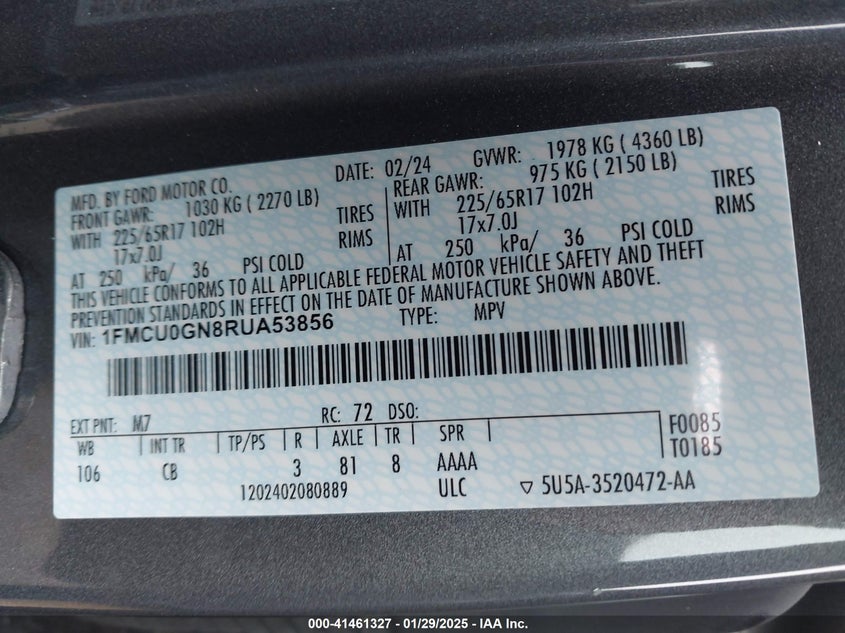 MFD. BY FORD MOTOR CO.
DATE: 02/24 GVWR: 1978 KG ( 4360 LB)
FRONT GAWR: 1030 KG ( 2270 LB)
REAR GAWR: 975 KG ( 2150 LB)
WITH 225/65R17 102H TIRES
WITH 225/65R17 102H TIRES
17x7.0J RIMS
17x7.0J RIMS
AT 250 kPa/ 36 PSI COLD
AT 250 kPa/ 36 PSI COLD
THIS VEHICLE CONFORMS TO ALL APPLICABLE FEDERAL MOTOR VEHICLE SAFETY AND THEFT
PREVENTION STANDARDS IN EFFECT ON THE DATE OF MANUFACTURE SHOWN ABOVE.
VIN: 1FMCU0GN8RUA53856 TYPE: MPV
EXT PNT: M7 RC: 72 DSO:
F0085
WB INT TR TP/PS R AXLE TR SPR
T0185
106 CB 3 81 8 AAAA
1202402080889 ULC ▽ 5U5A-3520472-AA
000-41461327 - 01/29/2025 - IAA Inc.